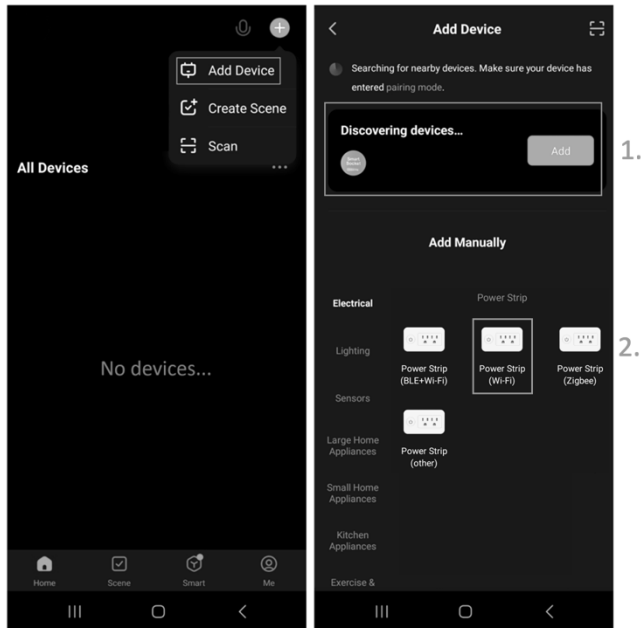 Add Device
Create Scene
Scan
All Devices
No devices...
Home
Scene
Smart
Me
Add Device
Searching for nearby devices. Make sure your device has
entered pairing mode.
Discovering devices...
Add
1.
Add Manually
Electrical
Lighting
Sensors
Large Home
Appliances
Small Home
Appliances
Kitchen
Appliances
Exercise &
Power Strip
Power Strip
(BLE+Wi-Fi)
Power Strip
(Wi-Fi)
Power Strip
(Zigbee)
2.
Power Strip
(other)